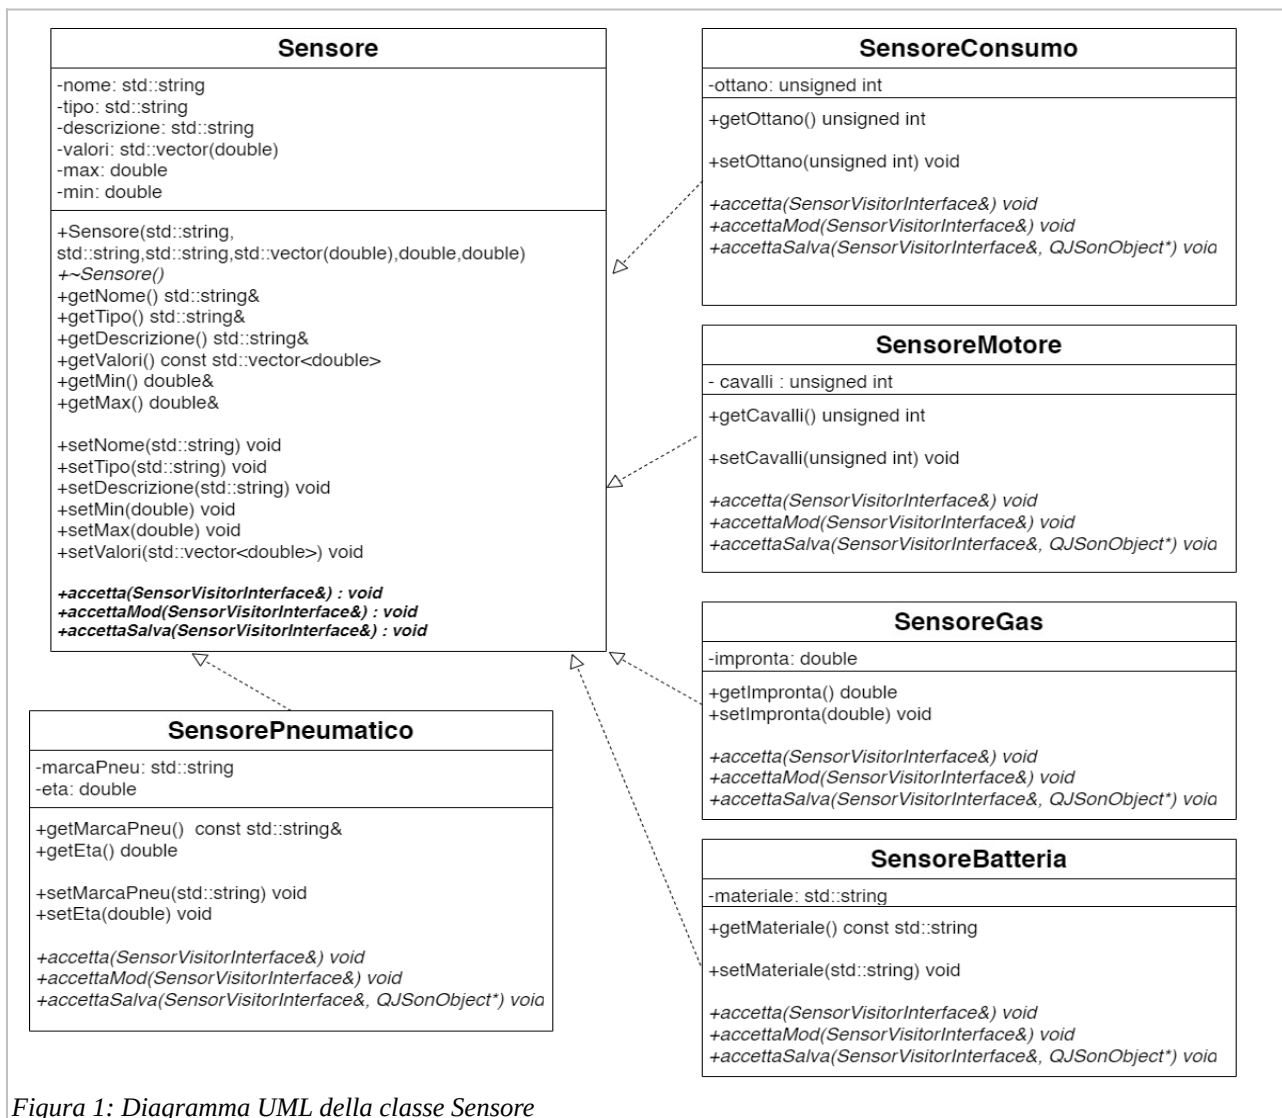 Sensore
-nome: std::string
-tipo: std::string
-descrizione: std::string
-valori: std::vector(double)
-max: double
-min: double
+Sensore(std::string,
std::string,std::string,std::vector(double),double,double)
+~Sensore()
+getNome() std::string&
+getTipo() std::string&
+getDescrizione() std::string&
+getValori() const std::vector<double>
+getMin() double&
+getMax() double&
+setNome(std::string) void
+setTipo(std::string) void
+setDescrizione(std::string) void
+setMin(double) void
+setMax(double) void
+setValori(std::vector<double>) void
+accetta(SensorVisitorInterface&) : void
+accettaMod(SensorVisitorInterface&) : void
+accettaSalva(SensorVisitorInterface&) : void
SensorePneumatico
-marcaPneu: std::string
-eta: double
+getMarcaPneu() const std::string&
+getEta() double
+setMarcaPneu(std::string) void
+setEta(double) void
+accetta(SensorVisitorInterface&) void
+accettaMod(SensorVisitorInterface&) void
+accettaSalva(SensorVisitorInterface&, QJSonObject*) void
SensoreConsumo
-ottano: unsigned int
+getOttano() unsigned int
+setOttano(unsigned int) void
+accetta(SensorVisitorInterface&) void
+accettaMod(SensorVisitorInterface&) void
+accettaSalva(SensorVisitorInterface&, QJSonObject*) void
SensoreMotore
- cavalli : unsigned int
+getCavalli() unsigned int
+setCavalli(unsigned int) void
+accetta(SensorVisitorInterface&) void
+accettaMod(SensorVisitorInterface&) void
+accettaSalva(SensorVisitorInterface&, QJSonObject*) void
SensoreGas
-impronta: double
+getImpronta() double
+setImpronta(double) void
+accetta(SensorVisitorInterface&) void
+accettaMod(SensorVisitorInterface&) void
+accettaSalva(SensorVisitorInterface&, QJSonObject*) void
SensoreBatteria
-materiale: std::string
+getMateriale() const std::string
+setMateriale(std::string) void
+accetta(SensorVisitorInterface&) void
+accettaMod(SensorVisitorInterface&) void
+accettaSalva(SensorVisitorInterface&, QJSonObject*) void
Figura 1: Diagramma UML della classe Sensore